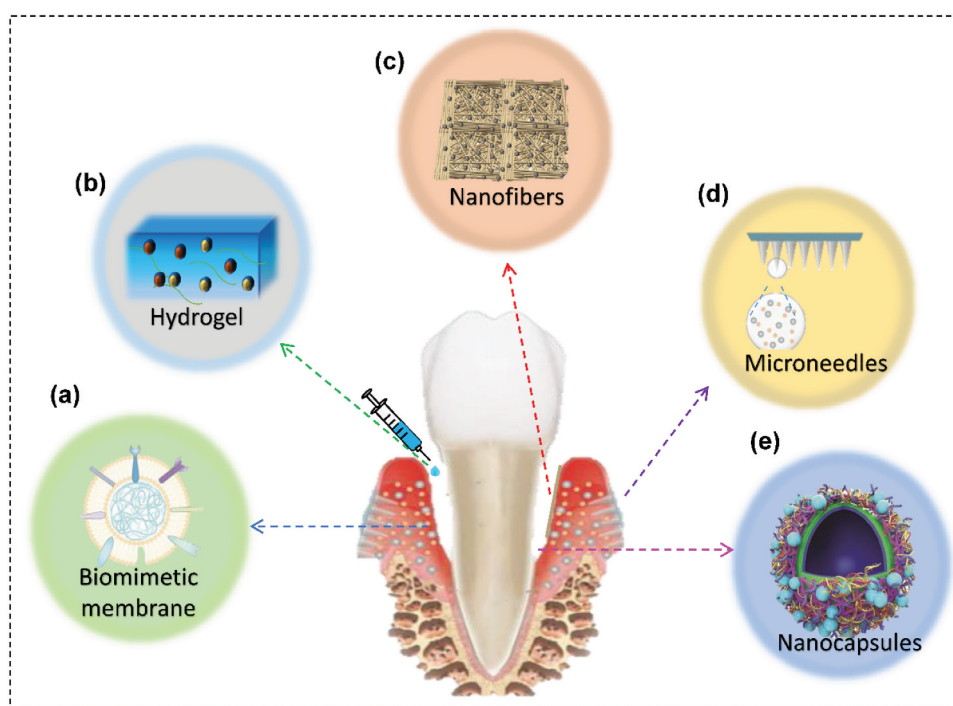 (a)
Biomimetic
membrane
(b)
Hydrogel
(c)
Nanofibers
(d)
Microneedles
(e)
Nanocapsules